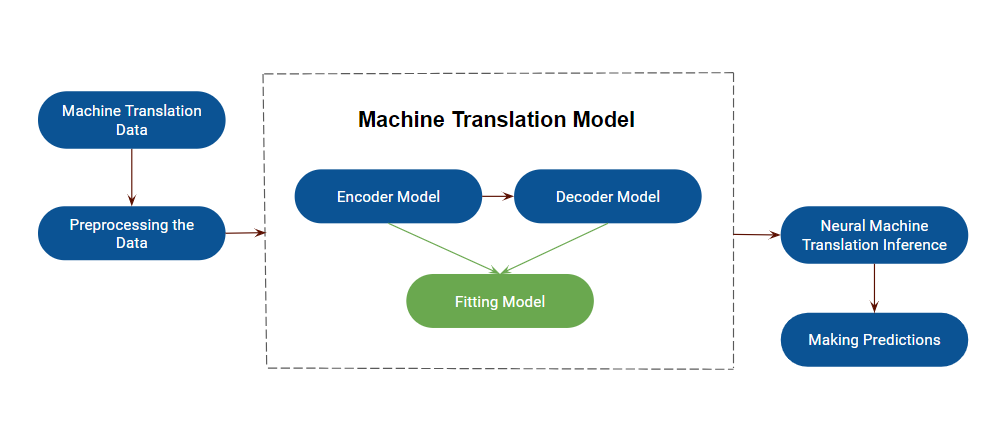 Machine Translation
Data
Preprocessing the
Data
Machine Translation Model
Encoder Model
Decoder Model
Fitting Model
Neural Machine
Translation Inference
Making Predictions